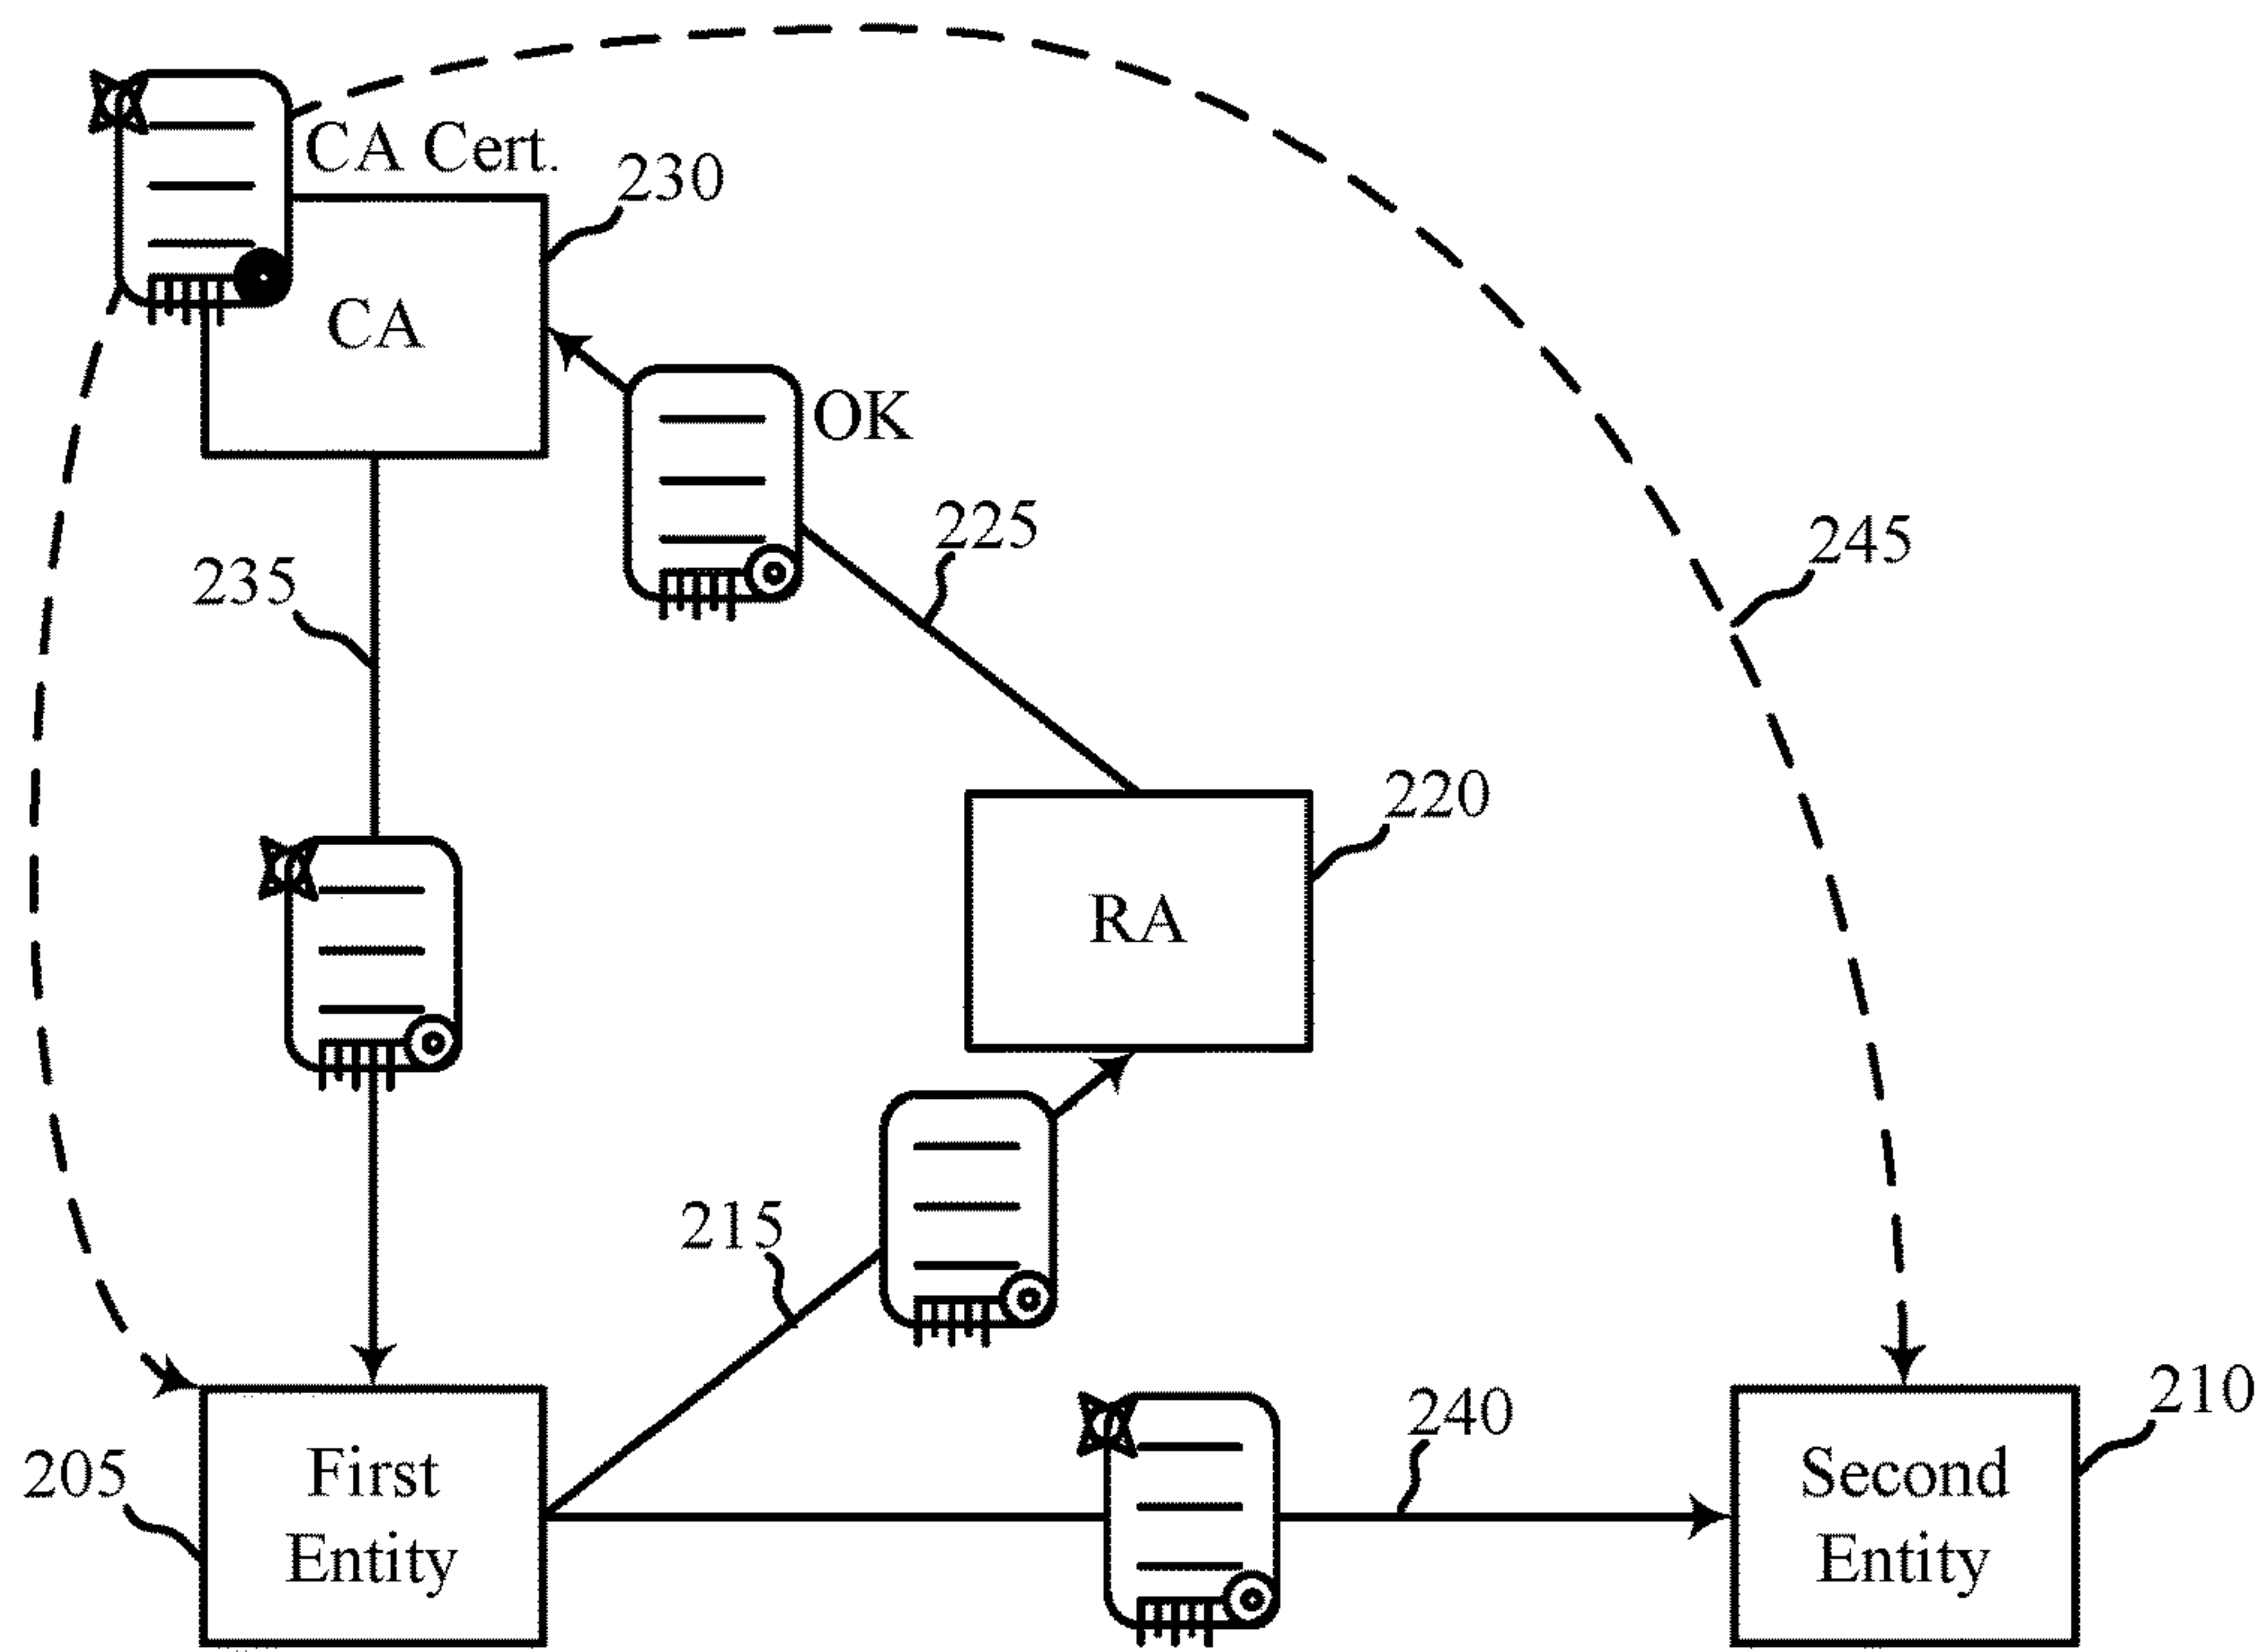 CA Cert.
230
CA
OK
225
245
235
220
RA
215
240
210
205
First
Entity
Second
Entity